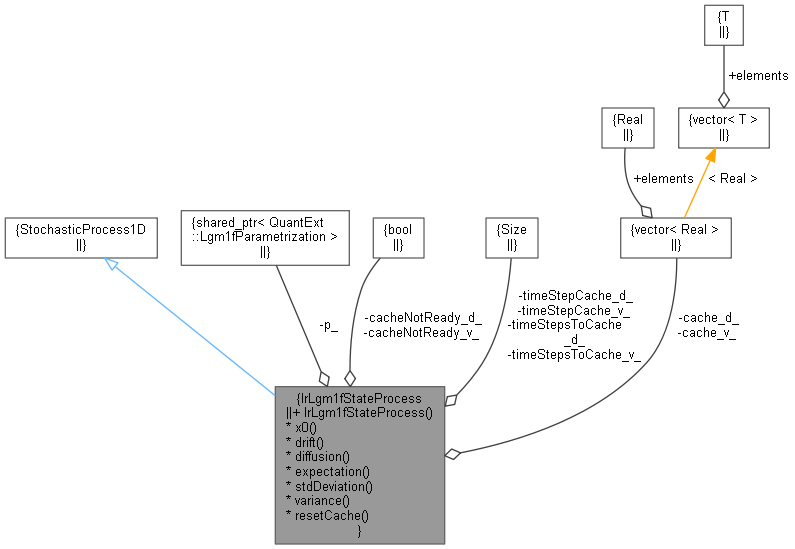 {T
||}
+elements
{Real
||}
{vector< T >
||}
+elements
< Real >
{StochasticProcess1D
||}
{shared_ptr< QuantExt
::Lgm1fParametrization >
||}
{bool
||}
{Size
||}
{vector< Real >
||}
-p_
-cacheNotReady_d_
-cacheNotReady_v_
-timeStepCache_d_
-timeStepCache_v_
-timeStepsToCache
_d_
-timeStepsToCache_v_
-cache_d_
-cache_v_
{IrLgm1fStateProcess
||+ IrLgm1fStateProcess()
* x0()
* drift()
* diffusion()
* expectation()
* stdDeviation()
* variance()
* resetCache()
}